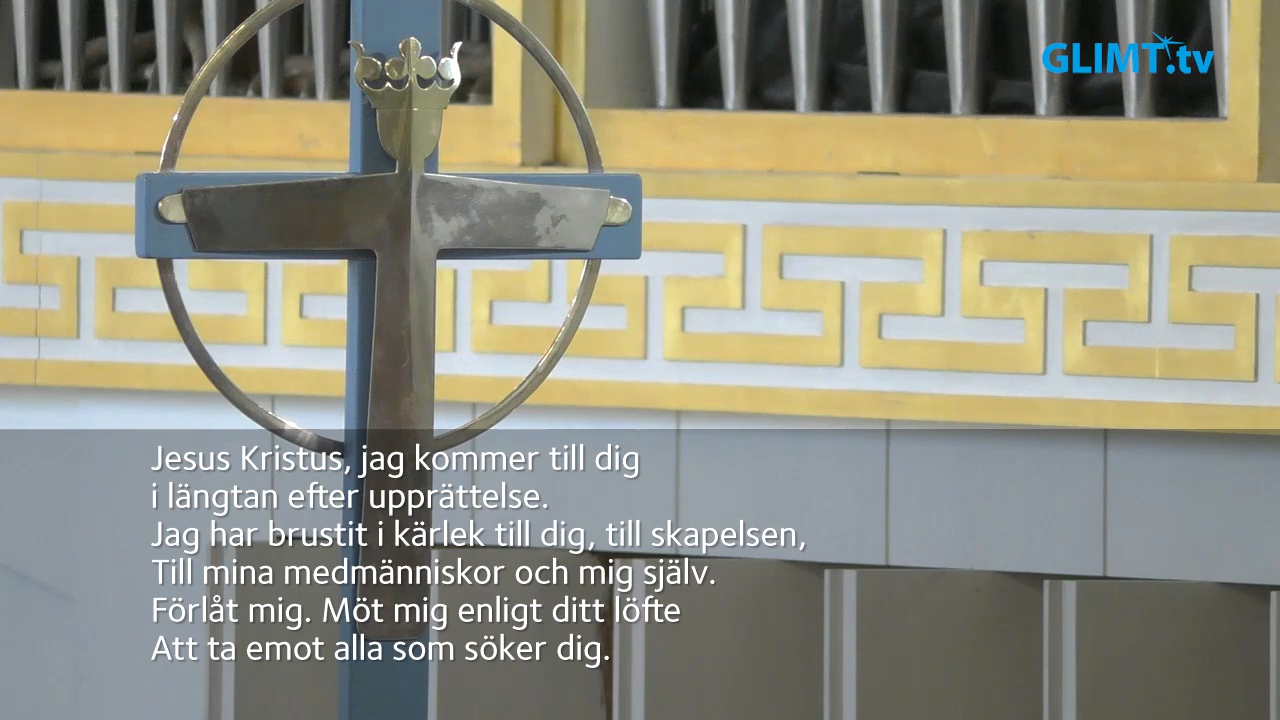 GLIMT.tv
Jesus Kristus, jag kommer till dig
i längtan efter upprättelse.
Jag har brustit i kärlek till dig, till skapelsen,
Till mina medmänniskor och mig själv.
Förlåt mig. Möt mig enligt ditt löfte
Att ta emot alla som söker dig.